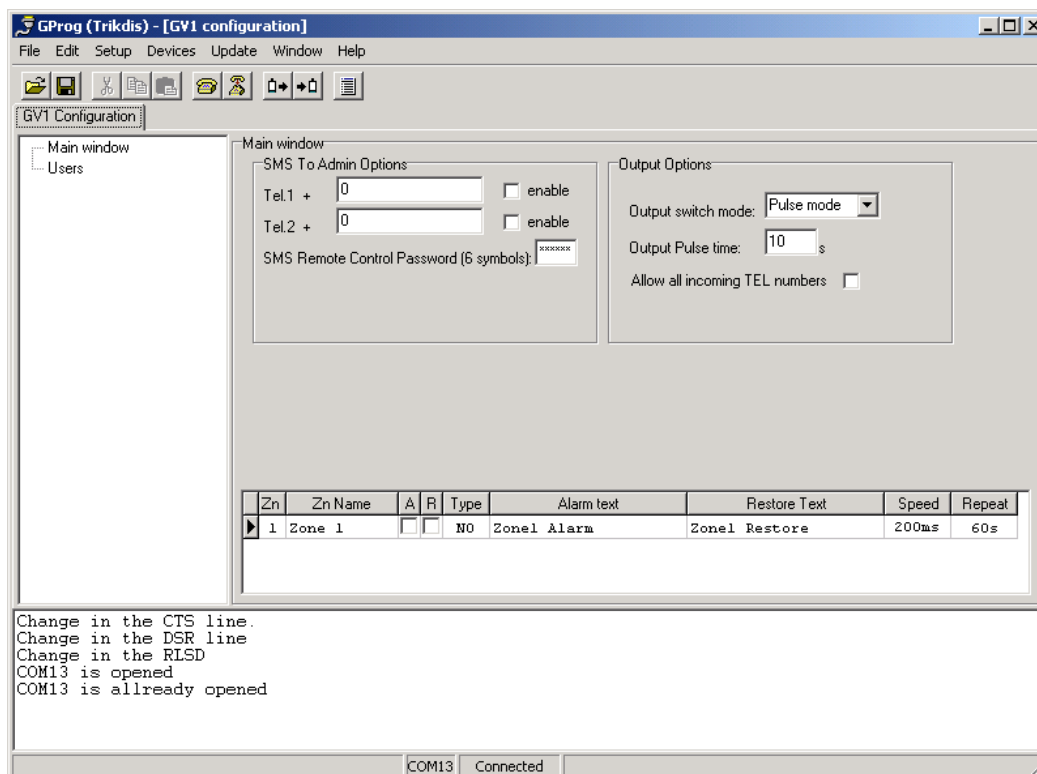 GProg (Trikdis) - [GV1 configuration]
File Edit Setup Devices Update Window Help
GV1 Configuration
Main window
Users
Main window
SMS To Admin Options
Tel.1 + 0 enable
Tel.2 + 0 enable
SMS Remote Control Password (6 symbols): xxxxxx
Output Options
Output switch mode: Pulse mode
Output Pulse time: 10 s
Allow all incoming TEL numbers
Zn Zn Name A R Type Alarm text Restore Text Speed Repeat
1 Zone 1 NO Zone1 Alarm Zone1 Restore 200ms 60s
Change in the CTS line.
Change in the DSR line
Change in the RLSD
COM13 is opened
COM13 is allready opened
COM13 Connected